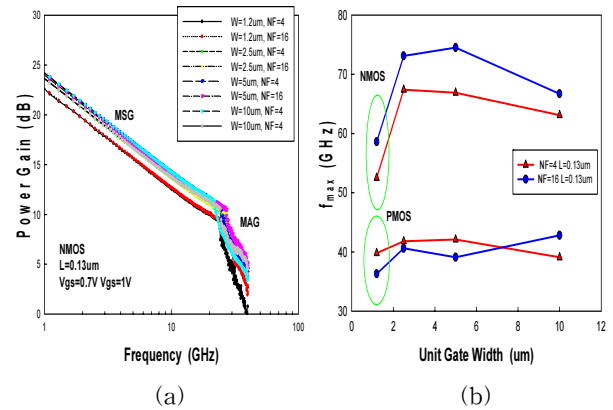 (a)
(b)
W=1.2um, NF=4
W=1.2um, NF=16
W=2.5um, NF=4
W=2.5um, NF=16
W=5um, NF=4
W=5um, NF=16
W=10um, NF=4
W=10um, NF=4
Power Gain (dB)
30
25
20
15
10
5
0
MSG
MAG
NMOS
L=0.13um
Vgs=0.7V Vgs=1V
1
10
100
Frequency (GHz)
(a)
f max (GHz)
80
70
60
50
40
30
NMOS
PMOS
NF=4 L=0.13um
NF=16 L=0.13um
0
2
4
6
8
10
12
Unit Gate Width (um)
(b)